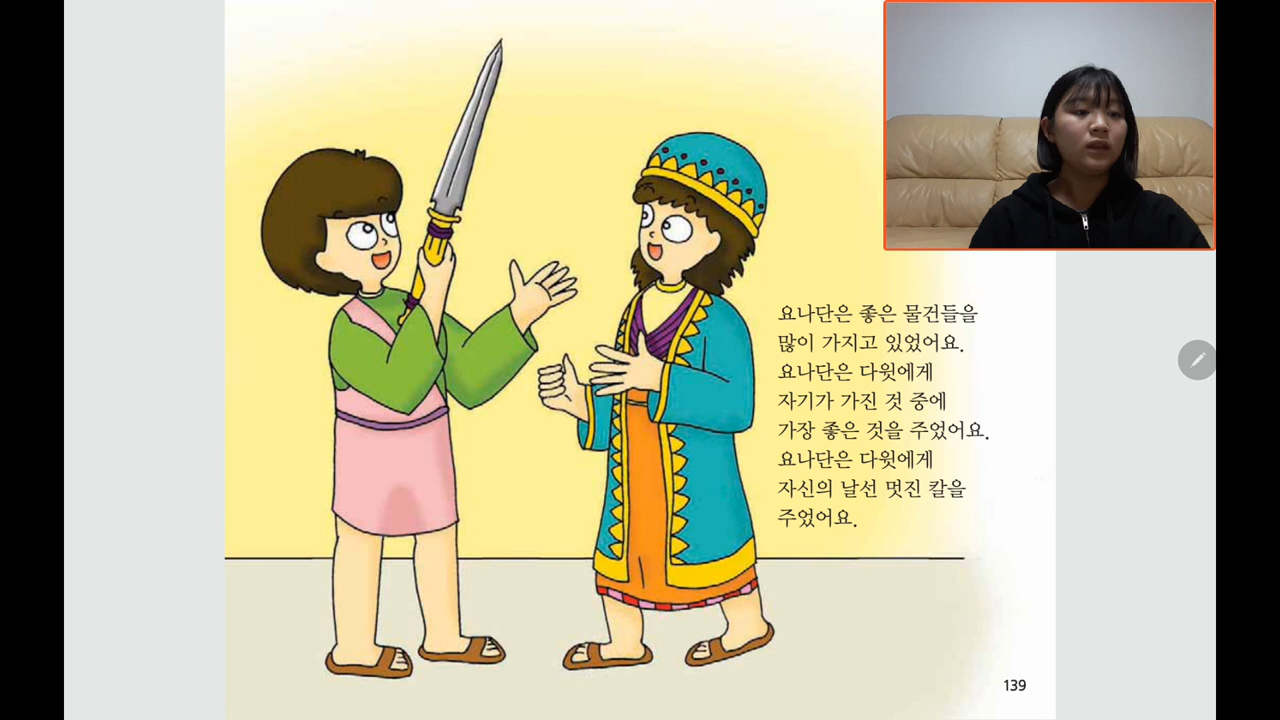 요나단은 좋은 물건들을
많이 가지고 있었어요.
요나단은 다윗에게
자기가 가진 것 중에
가장 좋은 것을 주었어요.
요나단은 다윗에게
자신의 날선 멋진 칼을
주었어요.
139